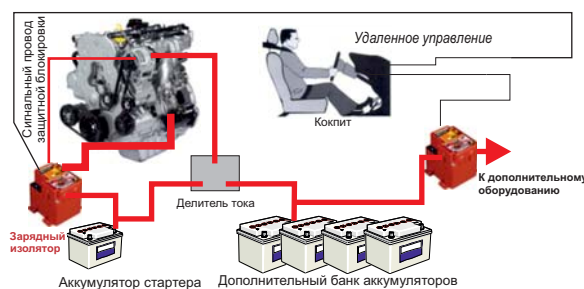 Сигнальный провод
защитной блокировки
Удаленное управление
Кокпит
Делитель тока
К дополнительному
оборудованию
Зарядный
изолятор
Аккумулятор стартера
Дополнительный банк аккумуляторов